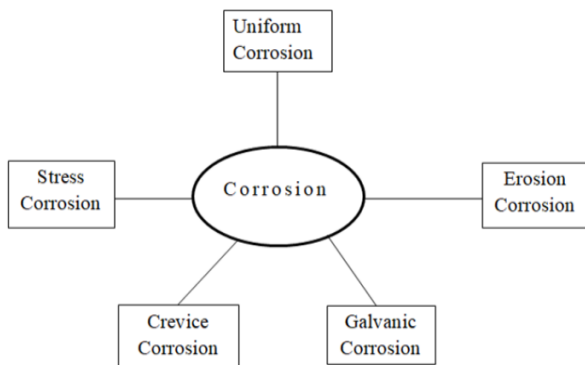 Uniform
Corrosion
Stress
Corrosion
Corrosion
Erosion
Corrosion
Crevice
Corrosion
Galvanic
Corrosion